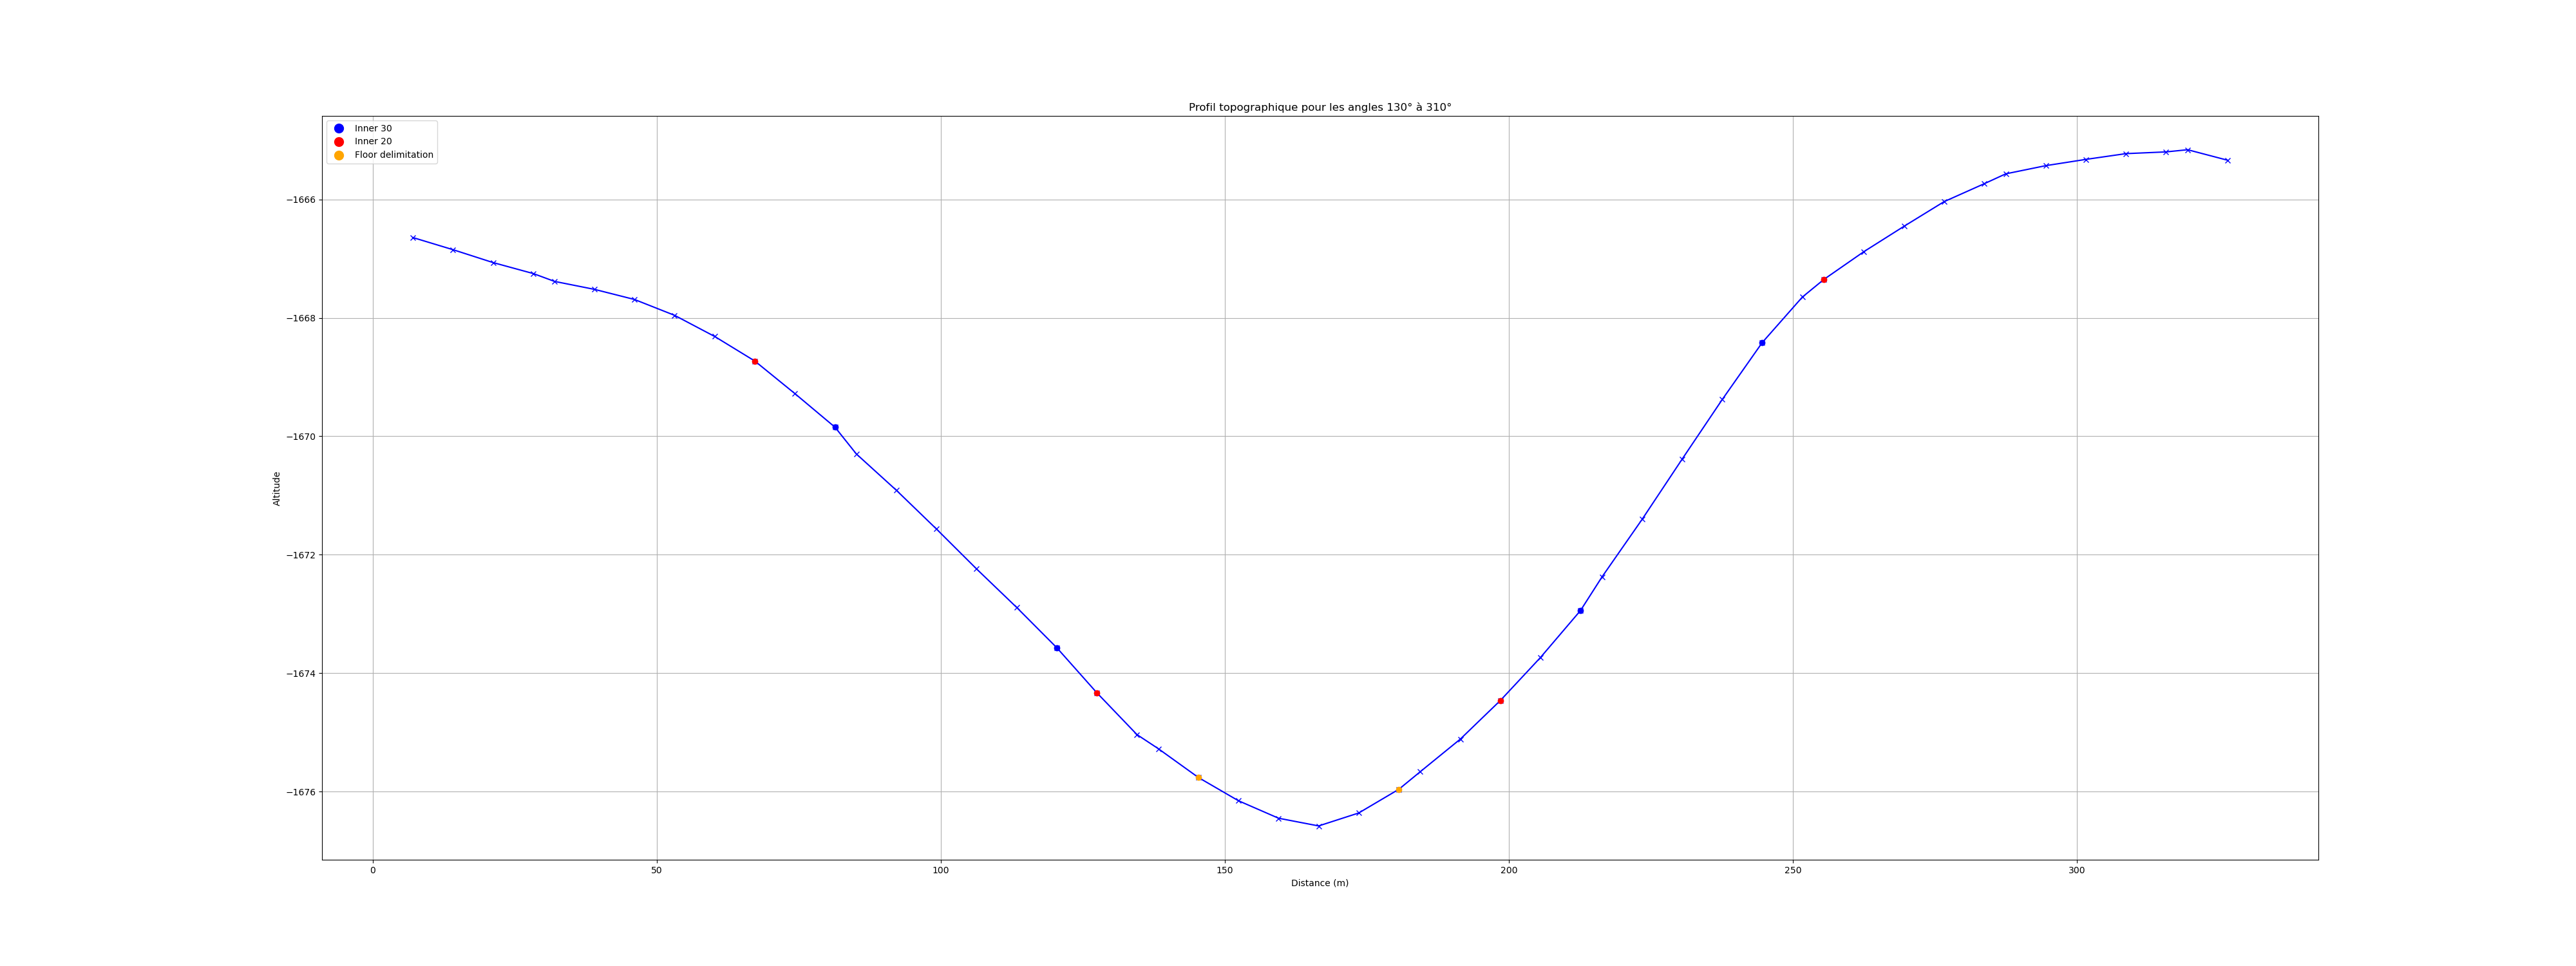 Profil topographique pour les angles 130° à 310°
Inner 30
Inner 20
Floor delimitation
−1666
−1668
−1670
−1672
−1674
−1676
Altitude
0 50 100 150 200 250 300
Distance (m)